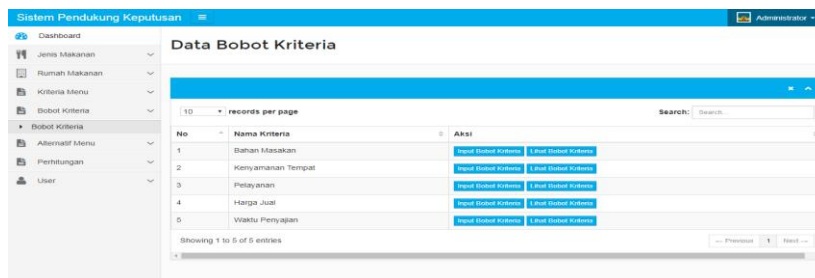 Sistem Pendukung Keputusan
Administrator
Dashboard
Jenis Makanan
Rumah Makanan
Kriteria Menu
Bobot Kriteria
Bobot Kriteria
Alternatif Menu
Perhitungan
User
Data Bobot Kriteria
10 records per page
Search: Search...
No Nama Kriteria Aksi
1 Bahan Masakan Input Bobot Kriteria Lihat Bobot Kriteria
2 Kenyamanan Tempat Input Bobot Kriteria Lihat Bobot Kriteria
3 Pelayanan Input Bobot Kriteria Lihat Bobot Kriteria
4 Harga Jual Input Bobot Kriteria Lihat Bobot Kriteria
5 Waktu Penyajian Input Bobot Kriteria Lihat Bobot Kriteria
Showing 1 to 5 of 5 entries
← Previous 1 Next →